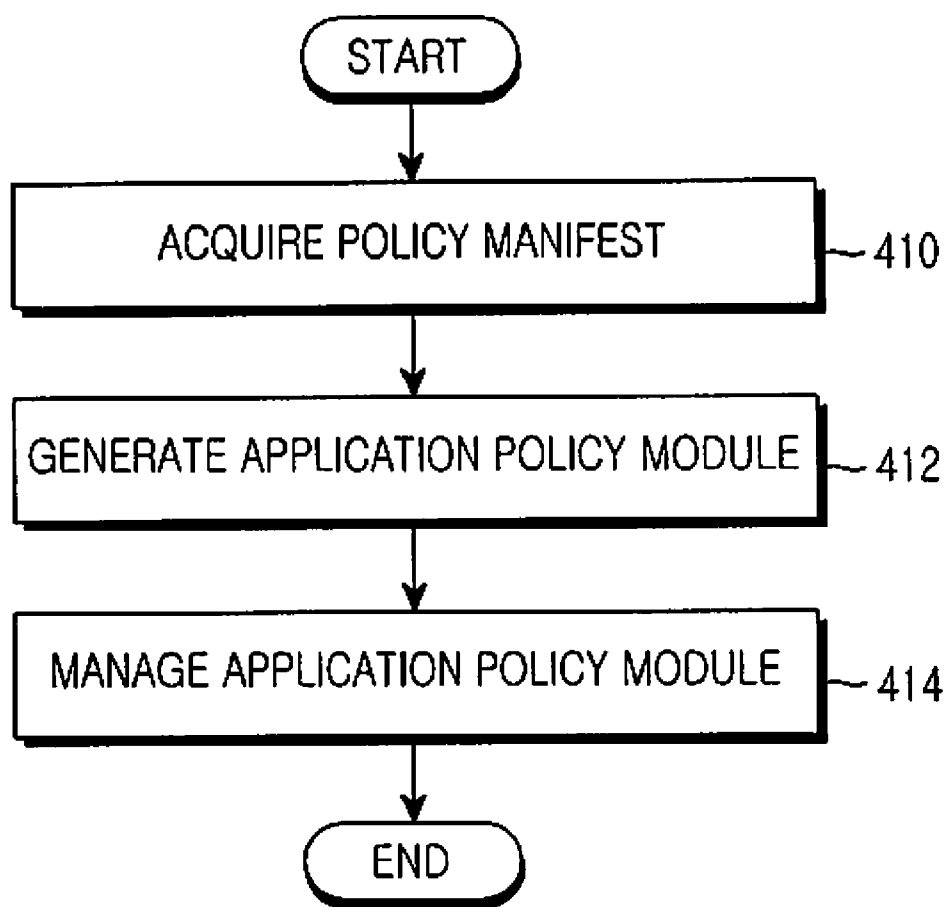 START
ACQUIRE POLICY MANIFEST
410
GENERATE APPLICATION POLICY MODULE
412
MANAGE APPLICATION POLICY MODULE
414
END